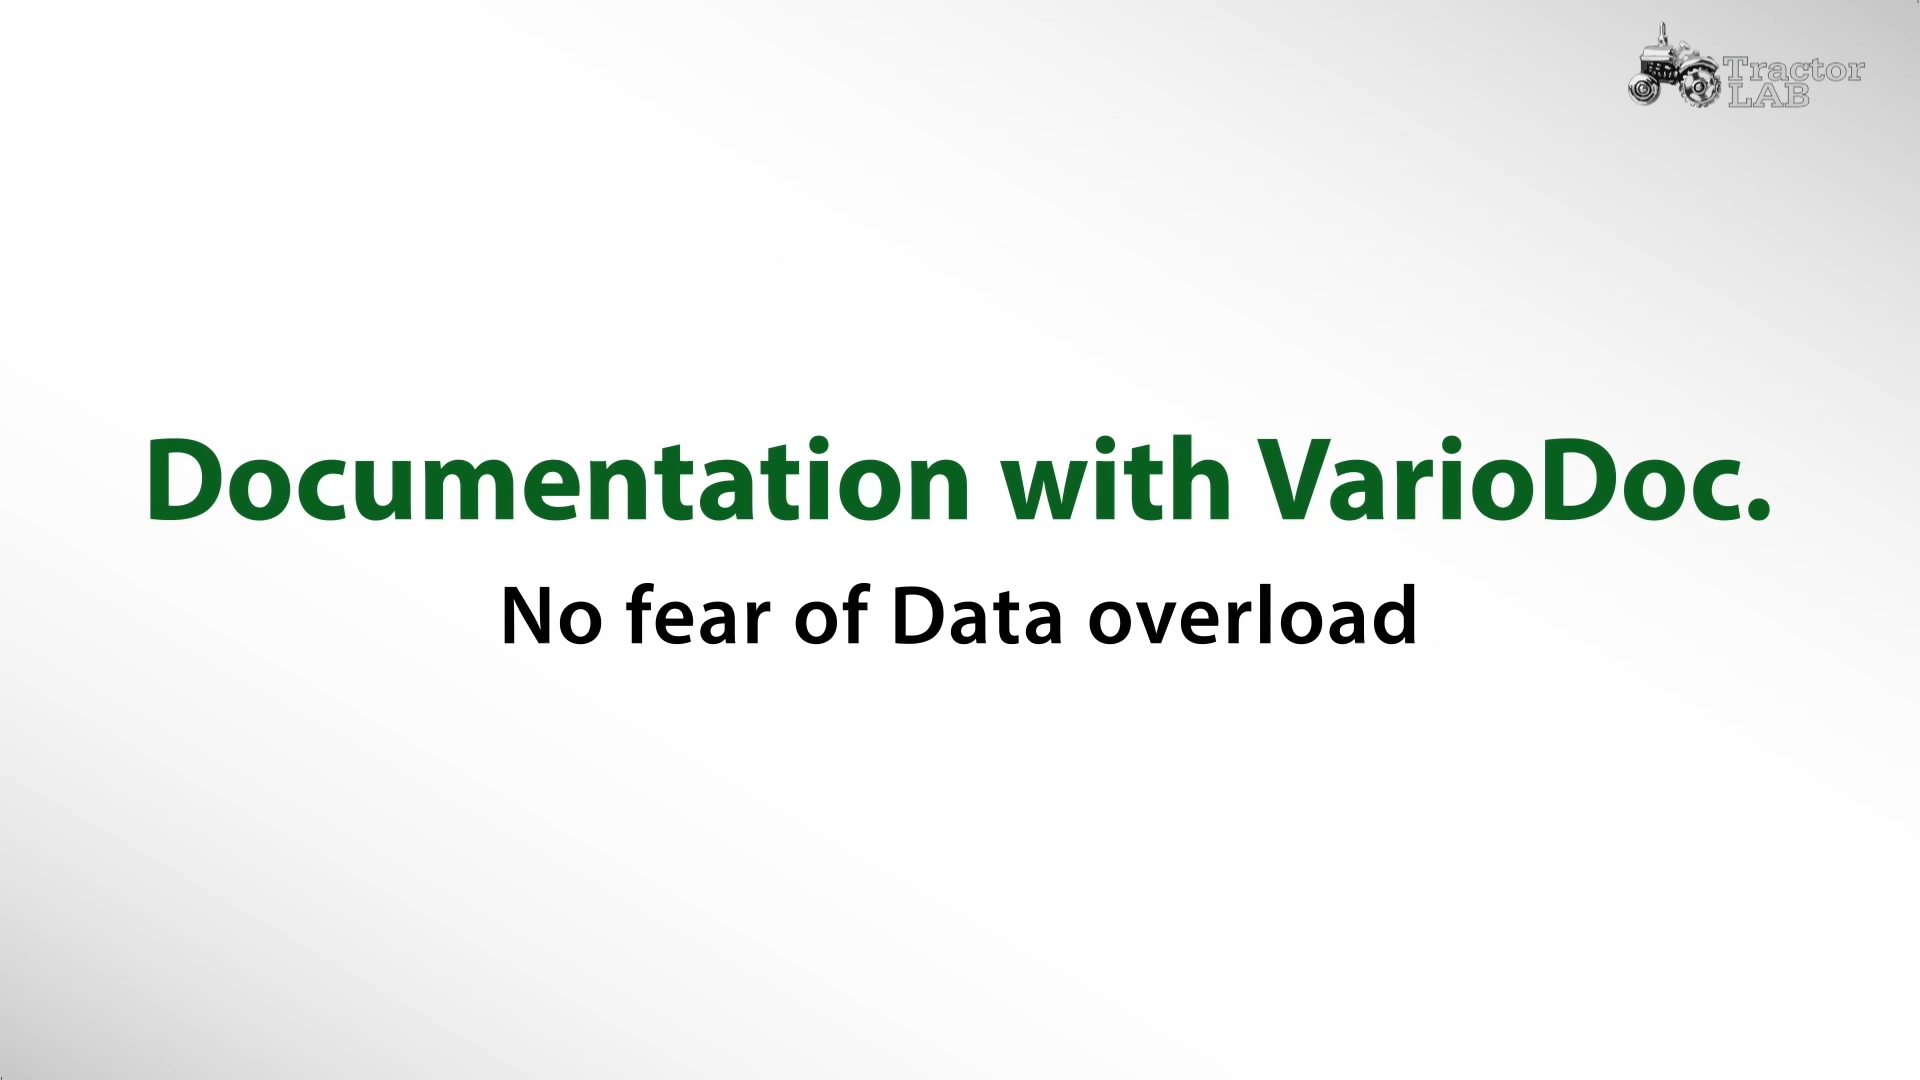 Tractor
LAB
Documentation with VarioDoc.
No fear of Data overload